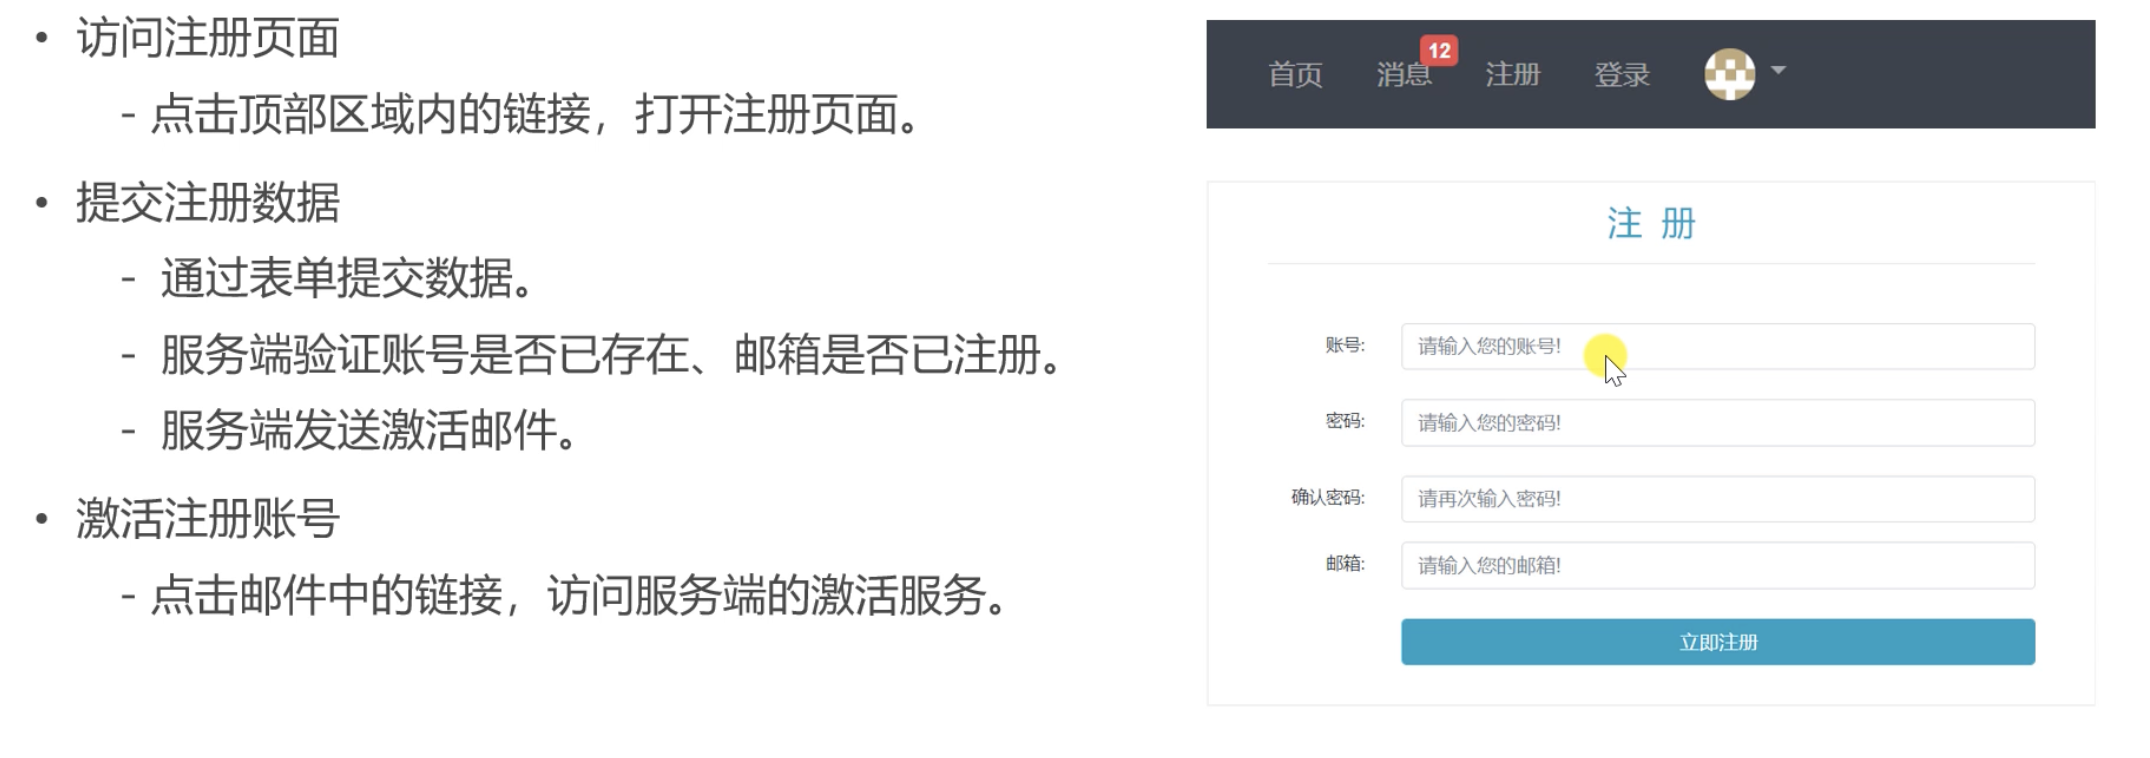 • 访问注册页面
- 点击顶部区域内的链接，打开注册页面。
• 提交注册数据
- 通过表单提交数据。
- 服务端验证账号是否已存在、邮箱是否已注册。
- 服务端发送激活邮件。
• 激活注册账号
- 点击邮件中的链接，访问服务端的激活服务。
首页 消息 12 注册 登录
注 册
账号: 请输入您的账号!
密码: 请输入您的密码!
确认密码: 请再次输入密码!
邮箱: 请输入您的邮箱!
立即注册